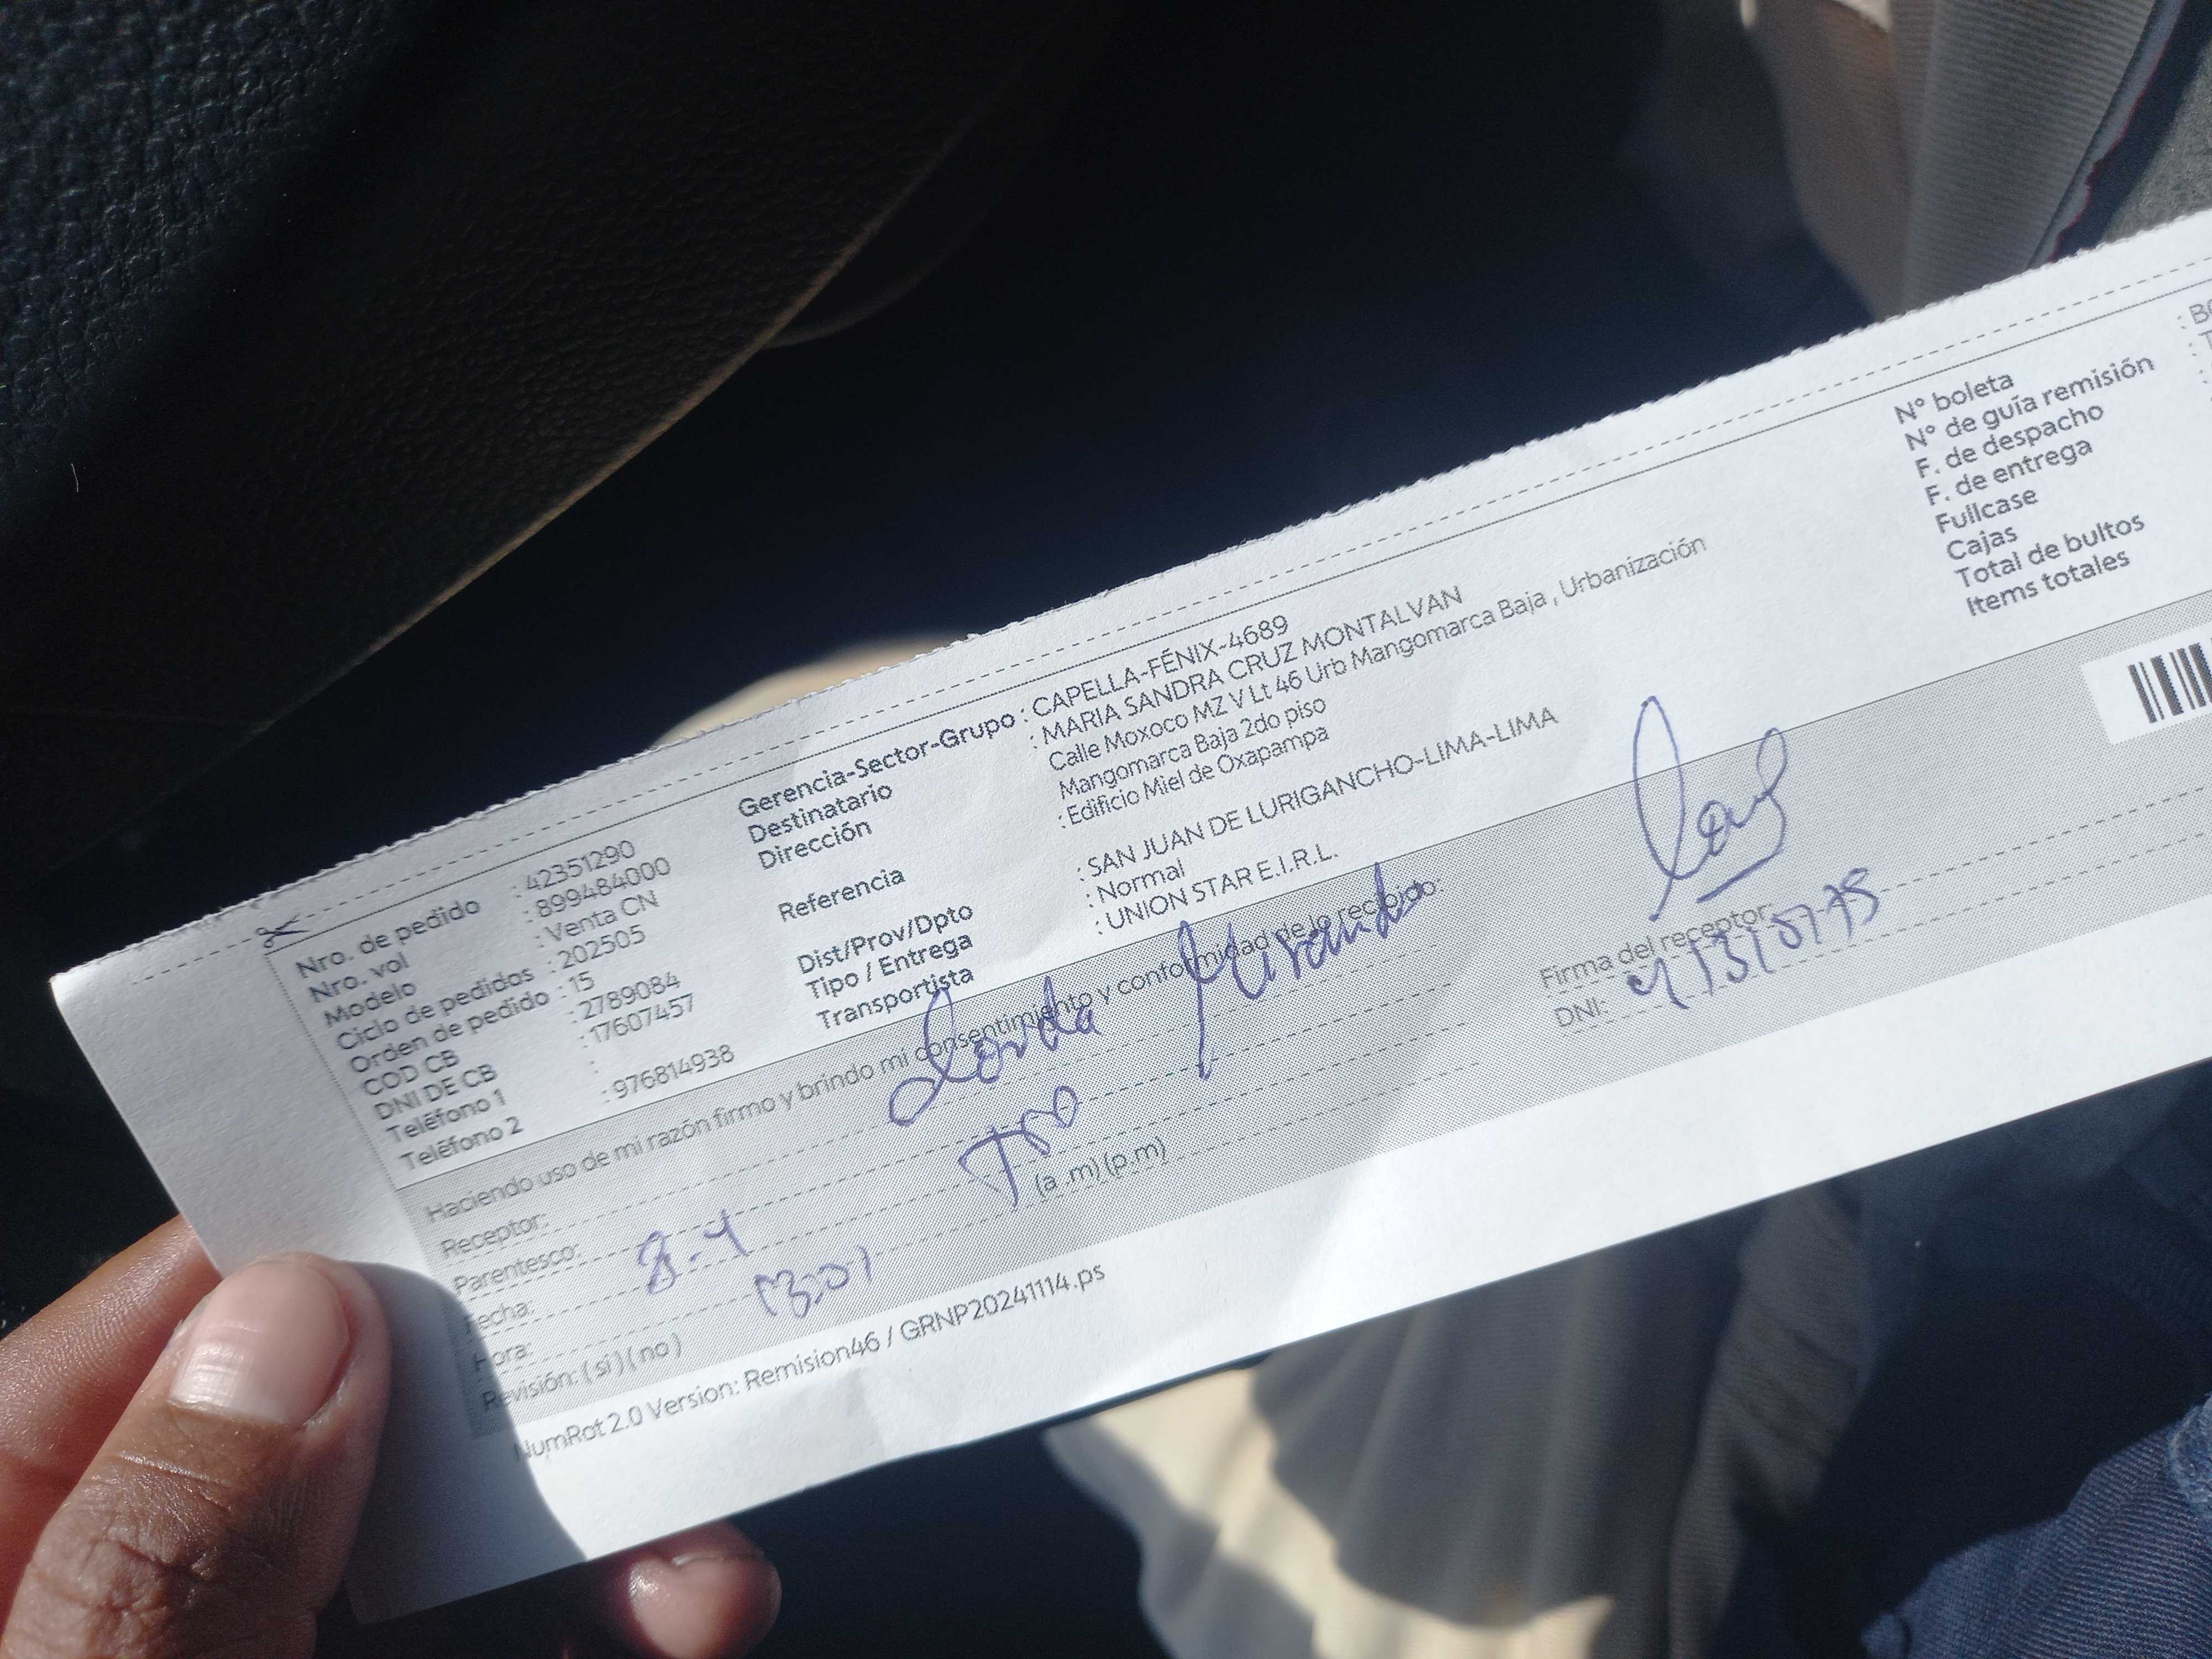 Nro. de pedido : 42351290
Nro. vol : 899484000
Modelo : Venta CN
Ciclo de pedidos : 202505
Orden de pedido : 15
COD CB : 2789084
DNI DE CB : 17607457
Teléfono 1 :
Teléfono 2 : 976814938
Gerencia-Sector-Grupo : CAPELLA-FÉNIX-4689
Destinatario : MARIA SANDRA CRUZ MONTALVAN
Dirección Calle Moxoco MZ V Lt 46 Urb Mangomarca Baja , Urbanización
Mangomarca Baja 2do piso
Referencia : Edificio Miel de Oxapampa
Dist/Prov/Dpto : SAN JUAN DE LURIGANCHO-LIMA-LIMA
Tipo / Entrega : Normal
Transportista : UNION STAR E.I.R.L.
N° boleta
N° de guía remisión
F. de despacho
F. de entrega
Fullcase
Cajas
Total de bultos
Items totales
Haciendo uso de mi razón firmo y brindo mi consentimiento y conformidad de lo recibido:
Receptor:
Parentesco:
Fecha: 8-4
Hora: 13:01 (a .m) (p.m)
Revisión: ( si ) ( no )
Firma del receptor:
DNI:
NumRot 2.0 Version: Remision46 / GRNP20241114.ps